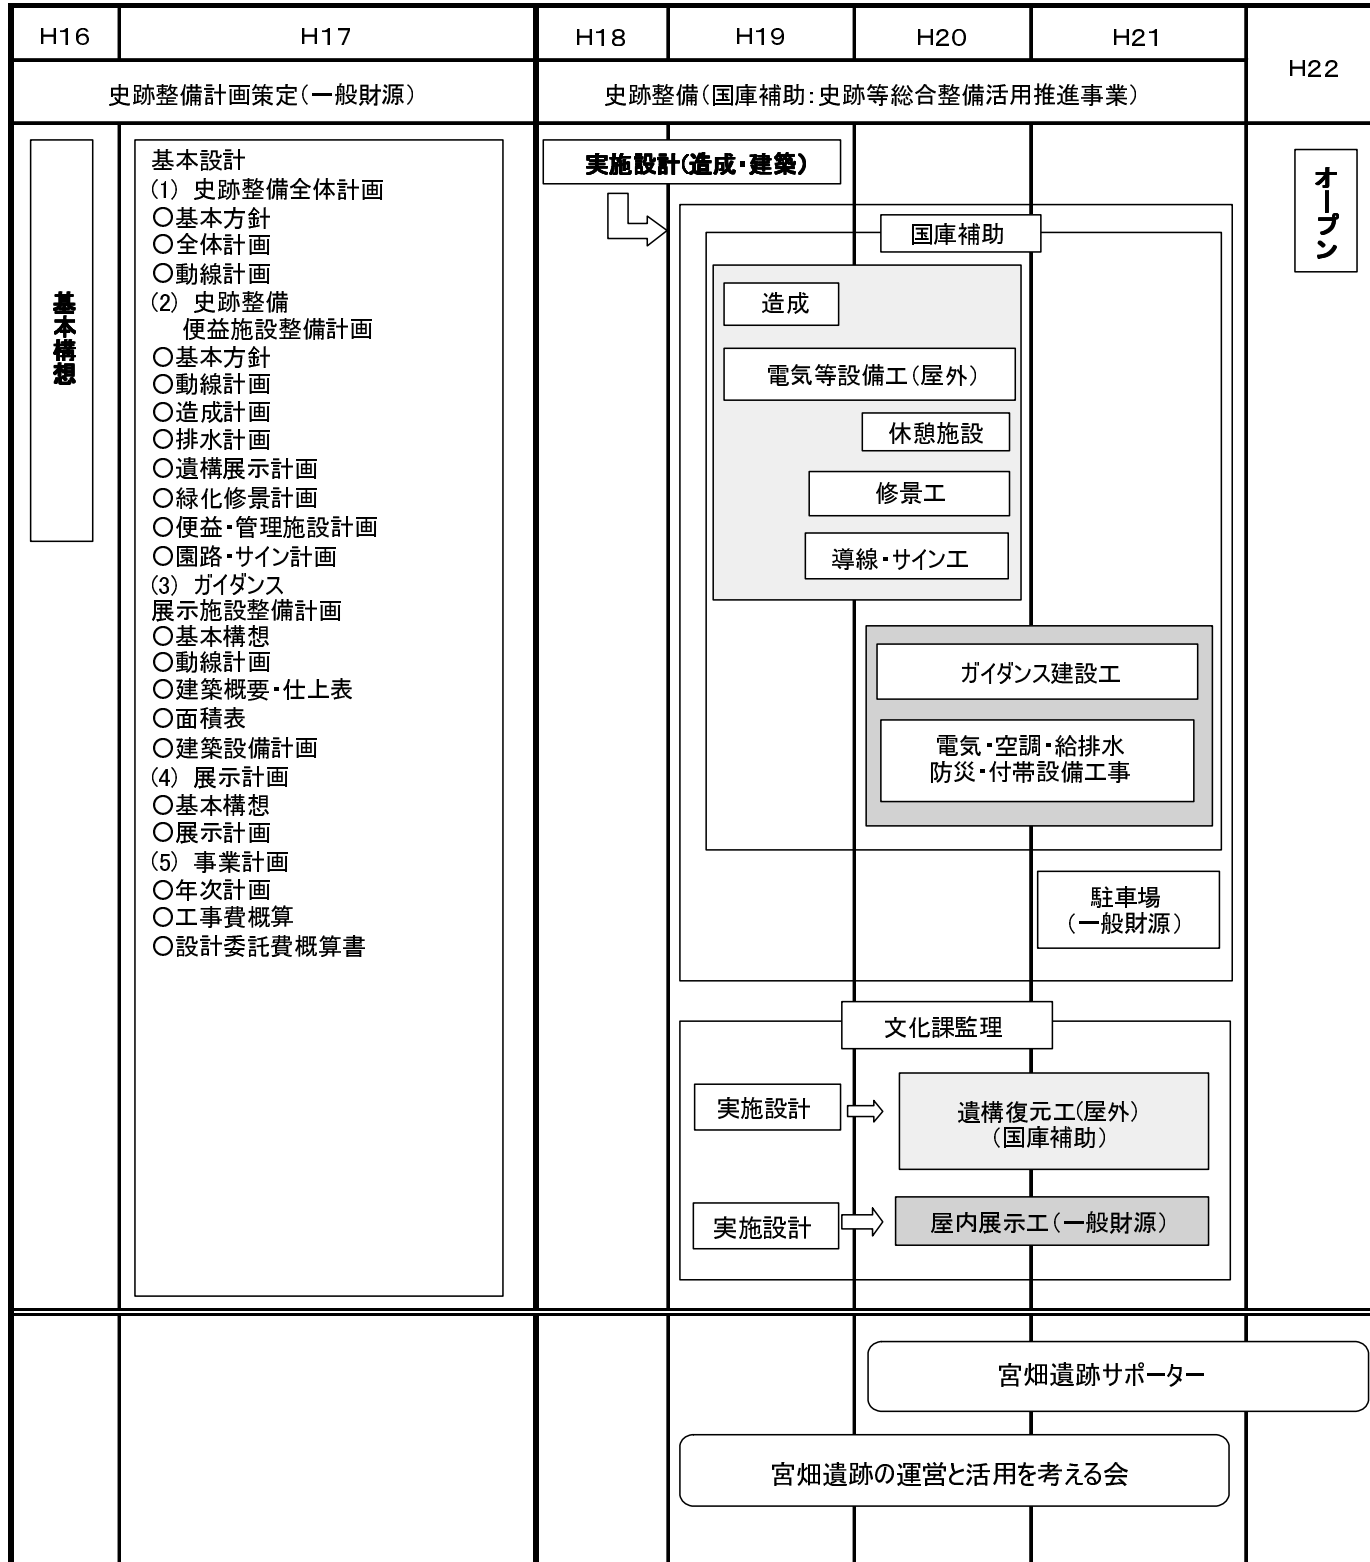 H16
H17
H18
H19
H20
H21
H22
史跡整備計画策定(一般財源)
史跡整備(国庫補助:史跡等総合整備活用推進事業)
基本構想
基本設計
(1) 史跡整備全体計画
○基本方針
○全体計画
○動線計画
(2) 史跡整備
便益施設整備計画
○基本方針
○動線計画
○造成計画
○排水計画
○遺構展示計画
○緑化修景計画
○便益・管理施設計画
○園路・サイン計画
(3) ガイダンス
展示施設整備計画
○基本構想
○動線計画
○建築概要・仕上表
○面積表
○建築設備計画
(4) 展示計画
○基本構想
○展示計画
(5) 事業計画
○年次計画
○工事費概算
○設計委託費概算書
実施設計(造成・建築)
国庫補助
造成
電気等設備工(屋外)
休憩施設
修景工
導線・サイン工
ガイダンス建設工
電気・空調・給排水
防災・付帯設備工事
駐車場
(一般財源)
文化課監理
実施設計
遺構復元工(屋外)
(国庫補助)
実施設計
屋内展示工(一般財源)
オープン
宮畑遺跡サポーター
宮畑遺跡の運営と活用を考える会